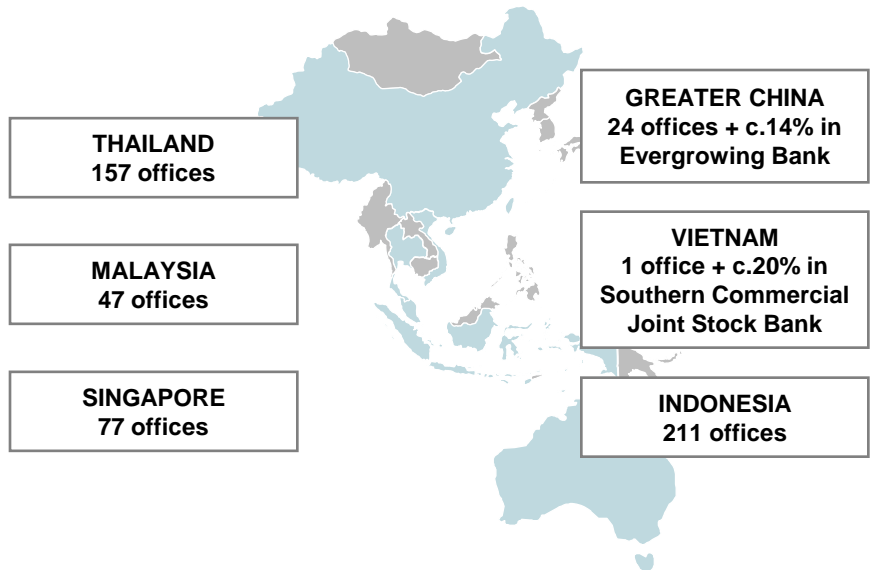 THAILAND
157 offices
MALAYSIA
47 offices
SINGAPORE
77 offices
GREATER CHINA
24 offices + c.14% in
Evergrowing Bank
VIETNAM
1 office + c.20% in
Southern Commercial
Joint Stock Bank
INDONESIA
211 offices